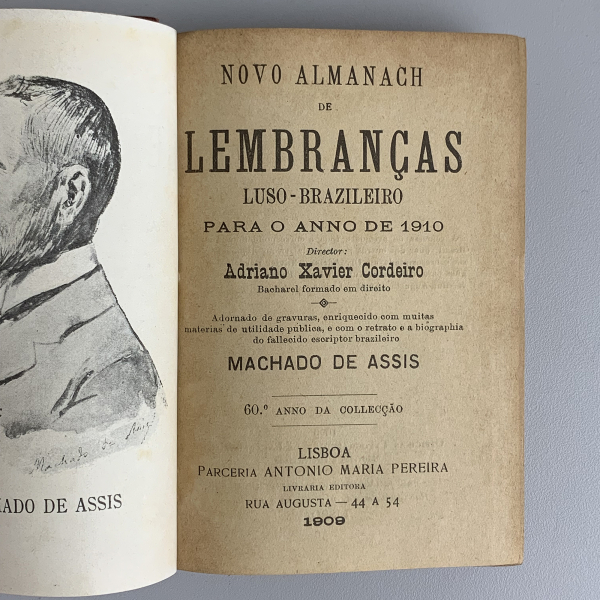 Machado de Assis
ADO DE ASSIS
NOVO ALMANACH
DE
LEMBRANÇAS
LUSO-BRAZILEIRO
PARA O ANNO DE 1910
Director:
Adriano Xavier Cordeiro
Bacharel formado em direito
Adornado de gravuras, enriquecido com muitas
materias de utilidade publica, e com o retrato e a biographia
do fallecido escriptor brazileiro
MACHADO DE ASSIS
60.º ANNO DA COLLECÇÃO
LISBOA
PARCERIA ANTONIO MARIA PEREIRA
LIVRARIA EDITORA
RUA AUGUSTA — 44 A 54
1909